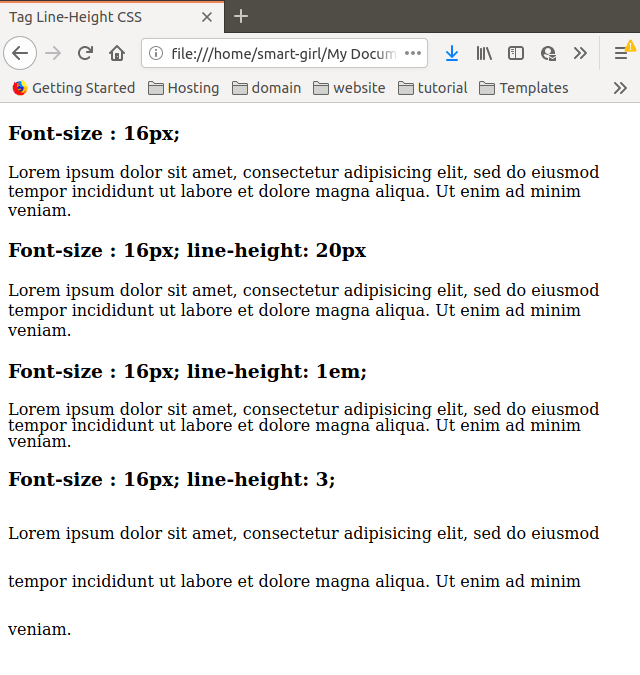 Tag Line-Height CSS
file:///home/smart-girl/My Docum
Getting Started Hosting domain website tutorial Templates
Font-size : 16px;
Lorem ipsum dolor sit amet, consectetur adipisicing elit, sed do eiusmod
tempor incididunt ut labore et dolore magna aliqua. Ut enim ad minim
veniam.
Font-size : 16px; line-height: 20px
Lorem ipsum dolor sit amet, consectetur adipisicing elit, sed do eiusmod
tempor incididunt ut labore et dolore magna aliqua. Ut enim ad minim
veniam.
Font-size : 16px; line-height: 1em;
Lorem ipsum dolor sit amet, consectetur adipisicing elit, sed do eiusmod
tempor incididunt ut labore et dolore magna aliqua. Ut enim ad minim
veniam.
Font-size : 16px; line-height: 3;
Lorem ipsum dolor sit amet, consectetur adipisicing elit, sed do eiusmod
tempor incididunt ut labore et dolore magna aliqua. Ut enim ad minim
veniam.